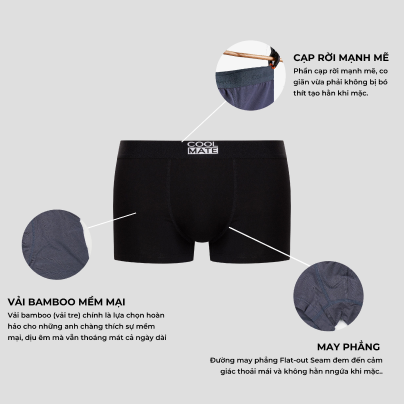 CẠP RỜI MẠNH MẼ
Phần cạp rời mạnh mẽ, co
giãn vừa phải không bị bó
thít tạo hằn khi mặc.
COOL
MATE
VẢI BAMBOO MỀM MẠI
Vải bamboo (vải tre) chính là lựa chọn hoàn
hảo cho những anh chàng thích sự mềm
mại, dịu êm mà vẫn thoáng mát cả ngày dài
MAY PHẲNG
Đường may phẳng Flat-out Seam đem đến cảm
giác thoải mái và không hằn nngứa khi mặc..